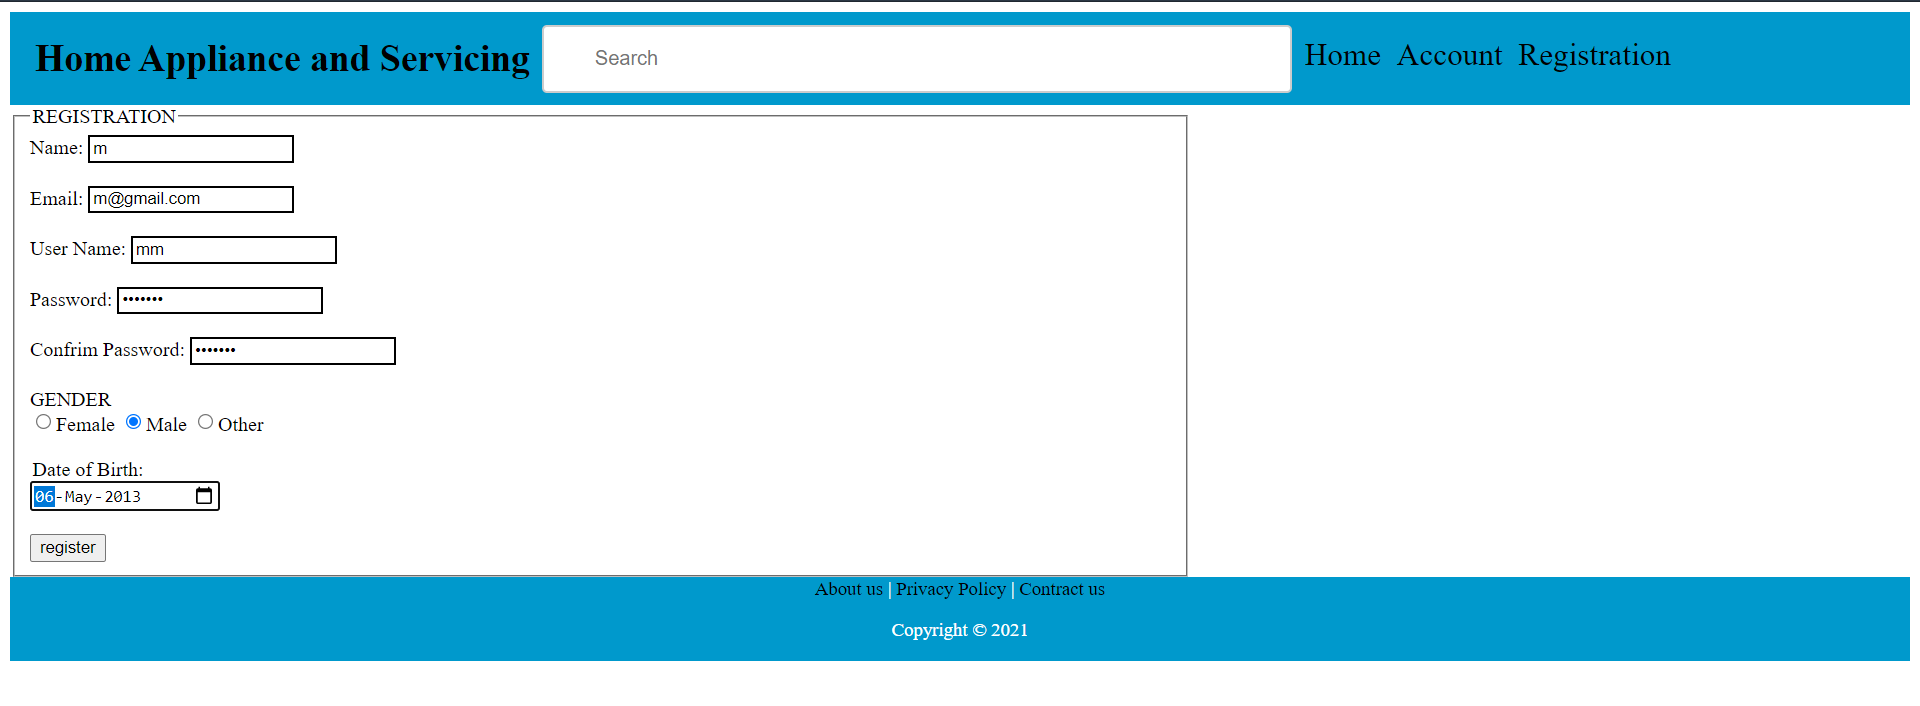 Home Appliance and Servicing Search Home Account Registration
REGISTRATION
Name: m
Email: m@gmail.com
User Name: mm
Password: •••••••
Confrim Password: •••••••
GENDER
Female Male Other
Date of Birth:
06-May-2013
register
About us | Privacy Policy | Contract us
Copyright © 2021